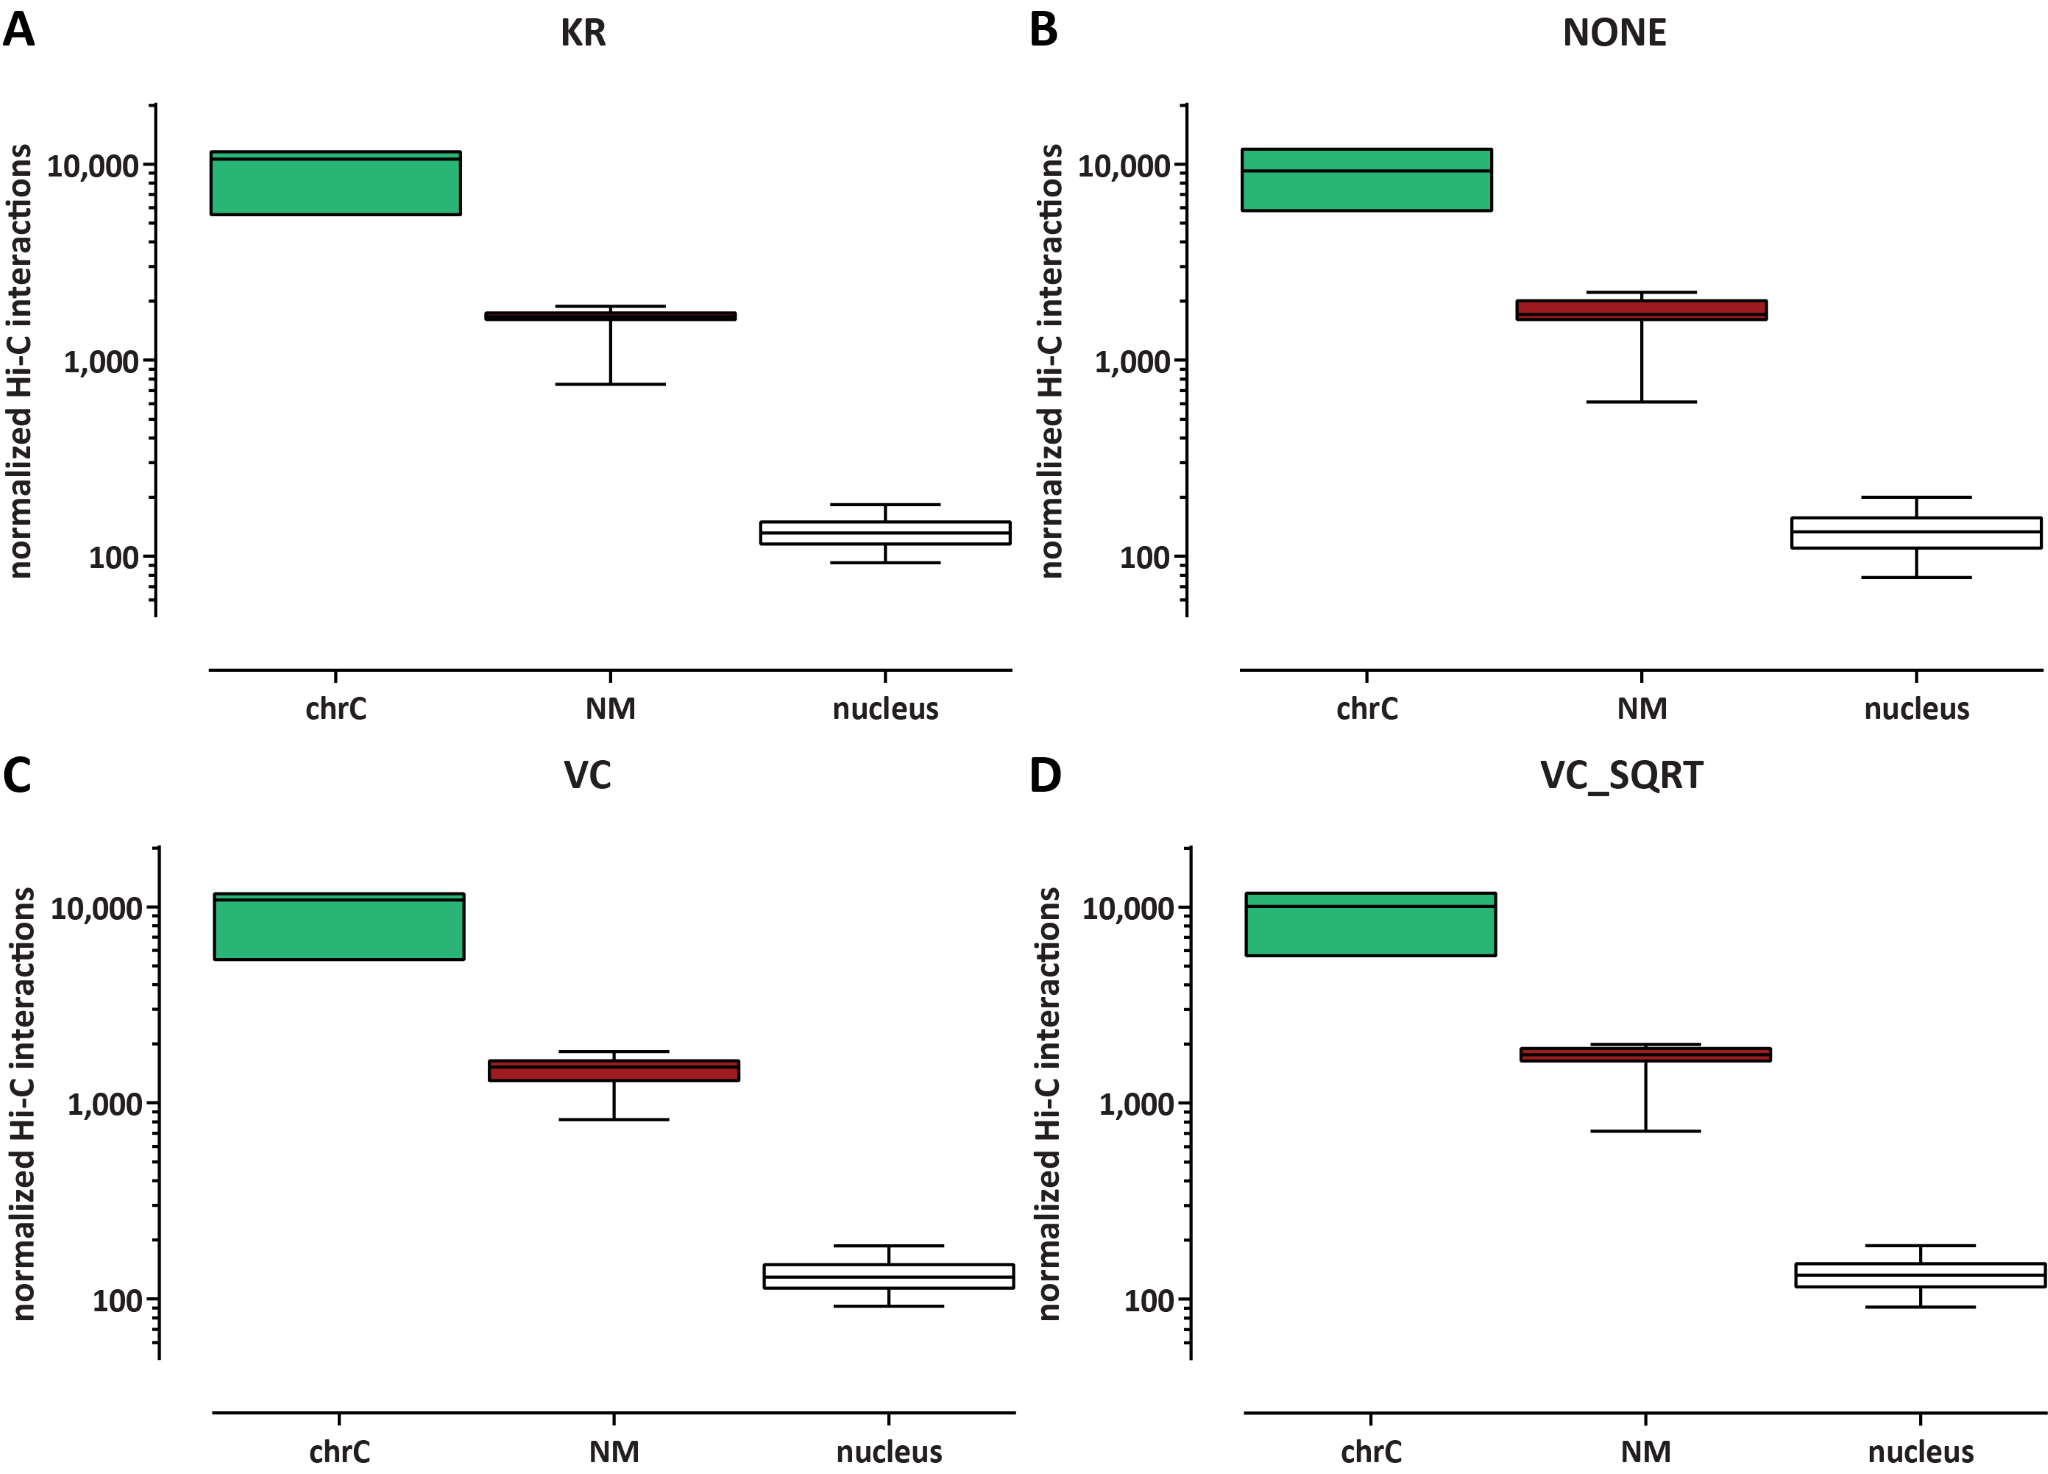 A
KR
normalized Hi-C interactions
10,000
1,000
100
chrC
NM
nucleus
B
NONE
normalized Hi-C interactions
10,000
1,000
100
chrC
NM
nucleus
C
VC
normalized Hi-C interactions
10,000
1,000
100
chrC
NM
nucleus
D
VC_SQRT
normalized Hi-C interactions
10,000
1,000
100
chrC
NM
nucleus